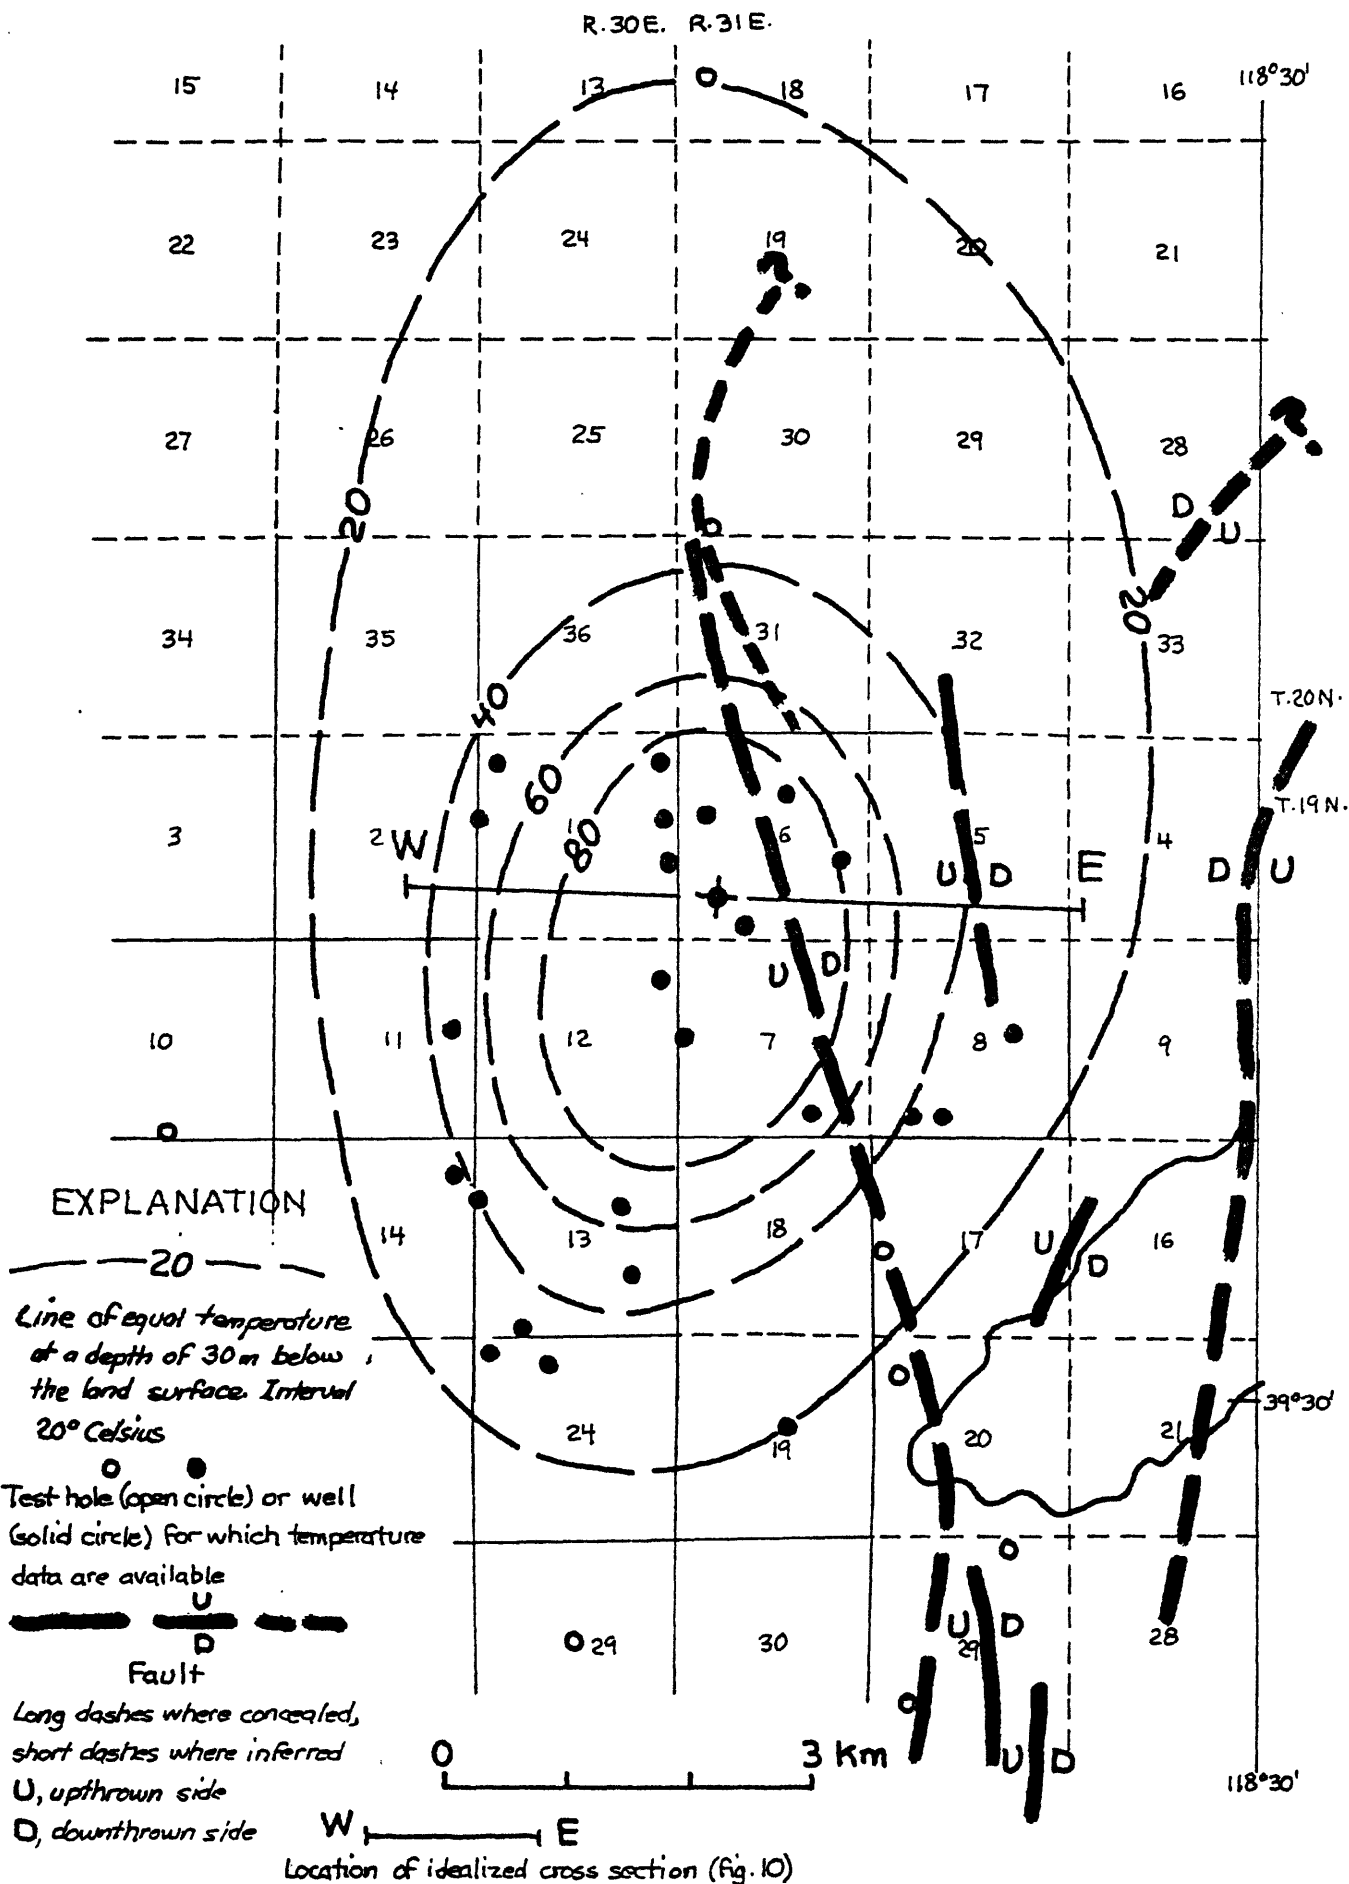 R.30E. R.31E.
15 14 13 18 17 16 118°30'
22 23 24 19 20 21
27 26 25 30 29 28
20
D
U
20
34 35 36 31 32 33
40
T.20N.
60
T.19N.
80
3 2 6 5 4
W U D E D U
U D
10 11 12 7 8 9
EXPLANATION
14 13 18 17 16
U D
20
Line of equal temperature
at a depth of 30m below
the land surface. Interval
20° Celsius
39°30'
24 19 20 21
Test hole (open circle) or well
(solid circle) for which temperature
data are available
U
D
29 30 29 28
U D
Fault
Long dashes where concealed,
short dashes where inferred
U, upthrown side
D, downthrown side
0 3 Km
U D
118°30'
W E
Location of idealized cross section (fig. 10)